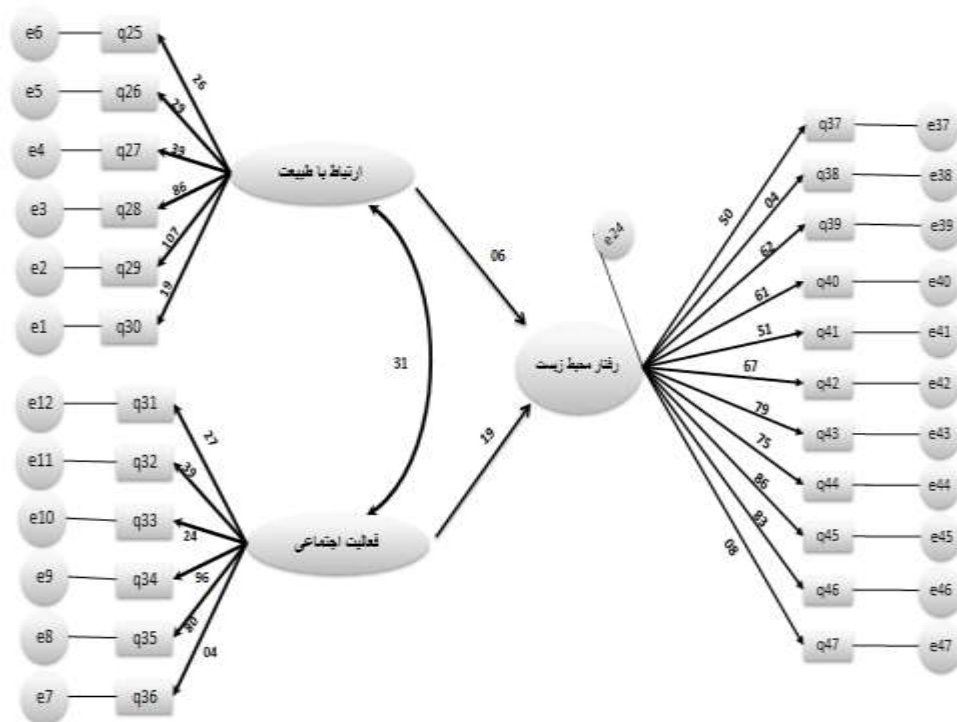 e6 q25 26
e5 q26 29
e4 q27 39
e3 q28 86
e2 q29 107
e1 q30 19
ارتباط با طبیعت
06
31
e12 q31 27
e11 q32 39
e10 q33 24
e9 q34 96
e8 q35 80
e7 q36 04
فعالیت اجتماعی
19
e24
رفتار محیط زیست
50 q37 e37
04 q38 e38
62 q39 e39
61 q40 e40
51 q41 e41
67 q42 e42
79 q43 e43
75 q44 e44
86 q45 e45
83 q46 e46
08 q47 e47